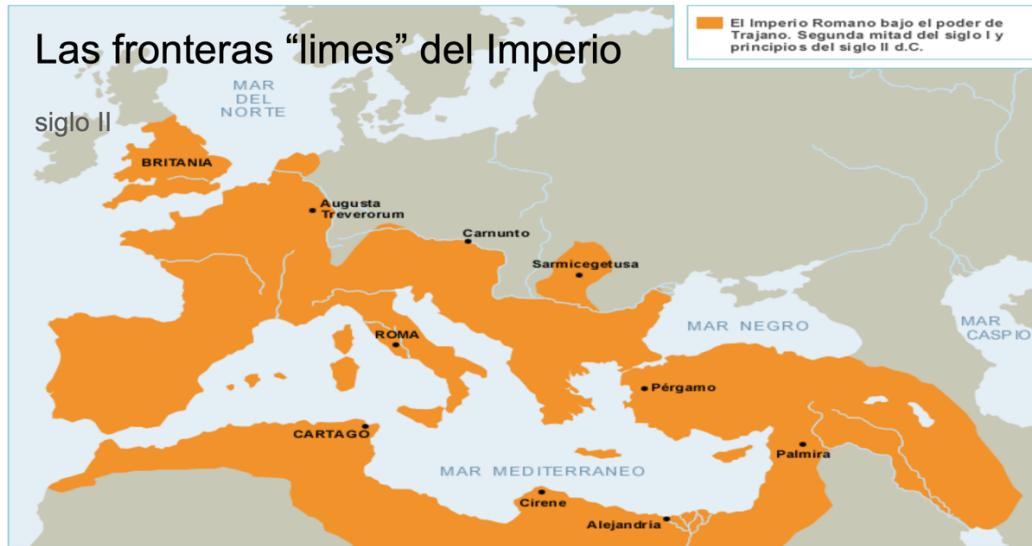 Las fronteras “limes” del Imperio
siglo II
El Imperio Romano bajo el poder de
Trajano. Segunda mitad del siglo I y
principios del siglo II d.C.
MAR
DEL
NORTE
BRITANIA
Augusta
Treverorum
Carnunto
Sarmicegetusa
MAR NEGRO
MAR
CASPIO
ROMA
Pérgamo
CARTAGO
Palmira
MAR MEDITERRANEO
Cirene
Alejandría